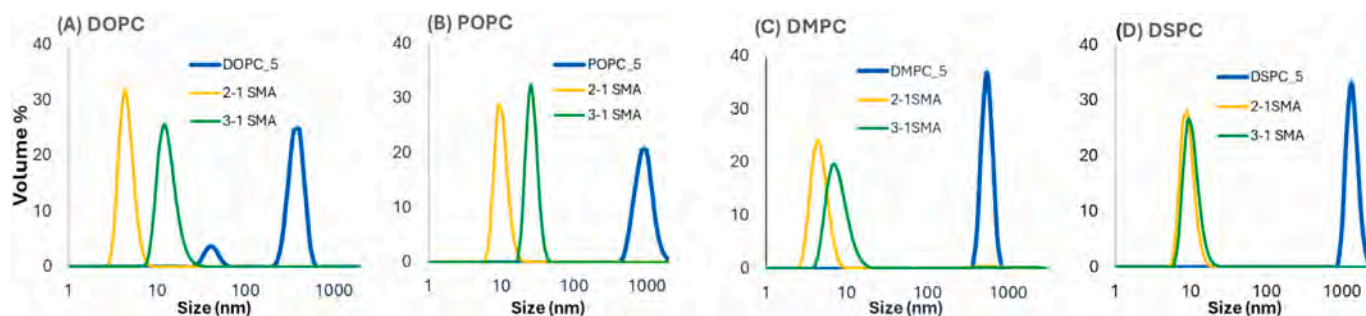 (A) DOPC
40
30
20
10
0
Volume %
DOPC_5
2-1 SMA
3-1 SMA
1 10 100 1000
Size (nm)
(B) POPC
40
30
20
10
0
POPC_5
2-1 SMA
3-1 SMA
1 10 100 1000
Size (nm)
(C) DMPC
40
30
20
10
0
DMPC_5
2-1SMA
3-1SMA
1 10 100 1000
Size (nm)
(D) DSPC
40
30
20
10
0
DSPC_5
2-1SMA
3-1 SMA
1 10 100 1000
Size (nm)